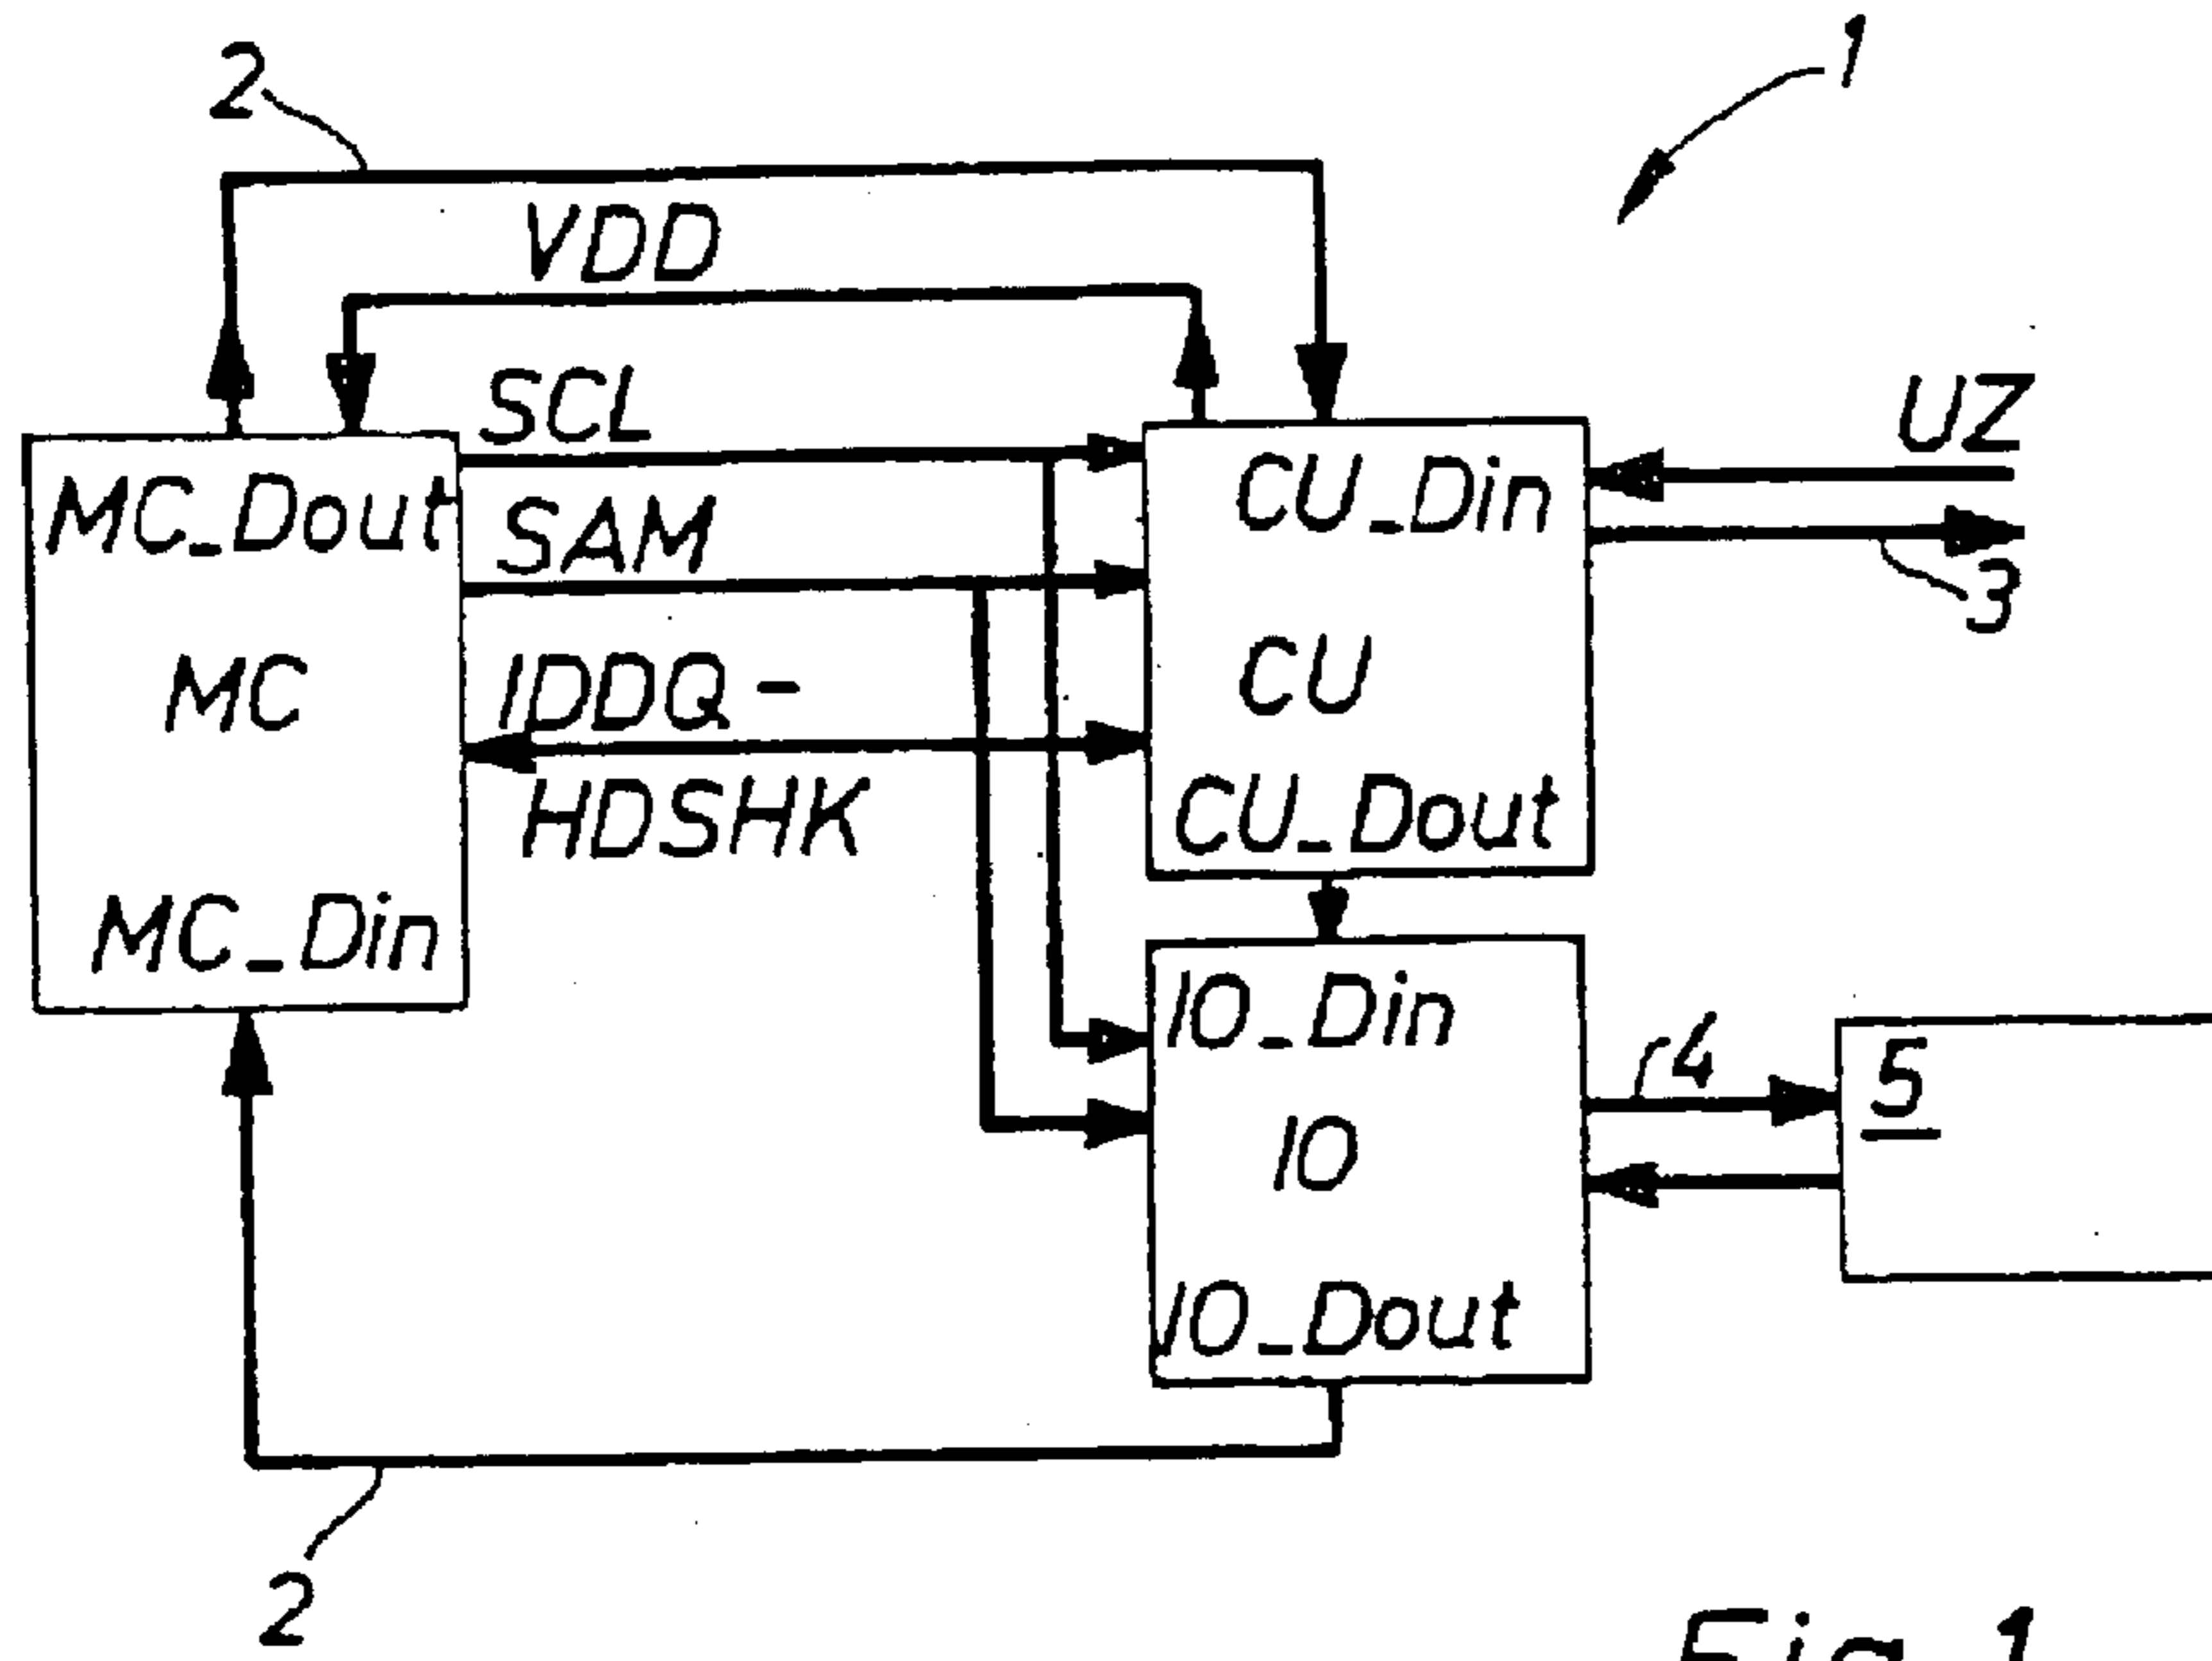 1
2
VDD
SCL
UZ
MC_Dout
SAM
CU_Din
3
MC
IDDQ-
CU
HDSHK
CU_Dout
MC_Din
IO_Din
4
5
IO
IO_Dout
2
Fig. 1